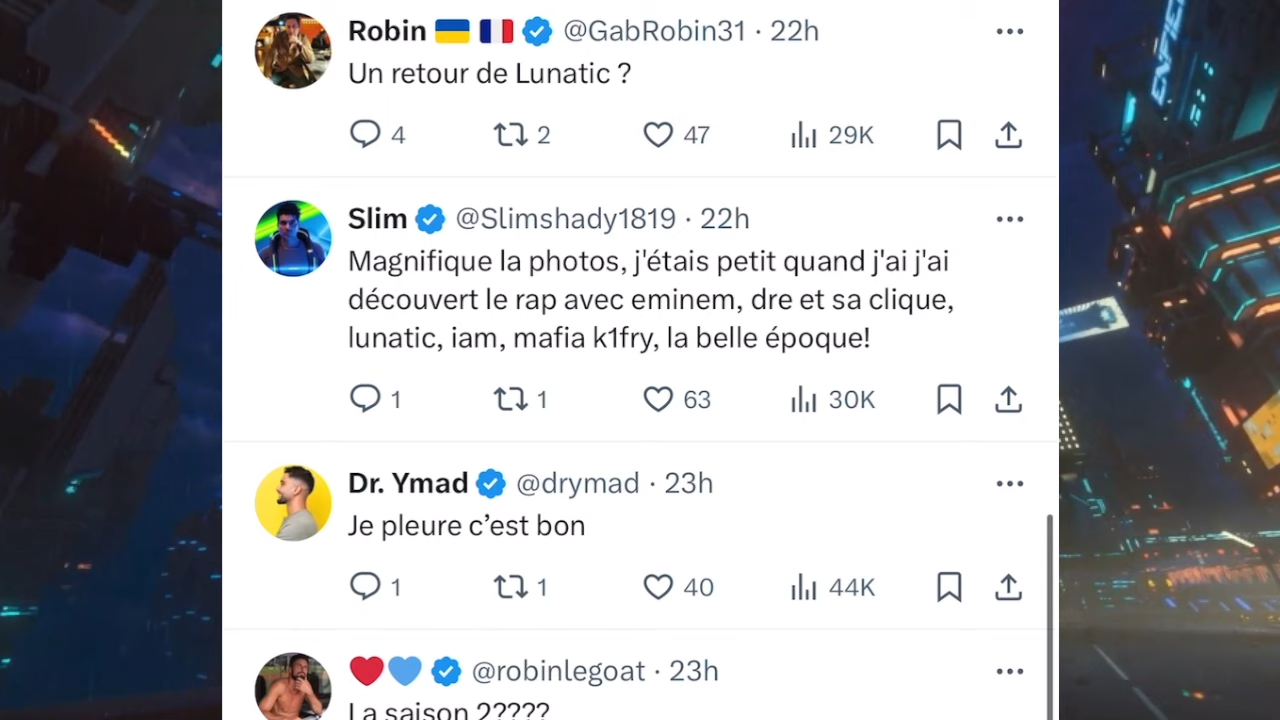 Robin 🇺🇦 🇫🇷 @GabRobin31 · 22h
Un retour de Lunatic ?
4 2 47 29K
Slim @Slimshady1819 · 22h
Magnifique la photos, j'étais petit quand j'ai j'ai
découvert le rap avec eminem, dre et sa clique,
lunatic, iam, mafia k1fry, la belle époque!
1 1 63 30K
Dr. Ymad @drymad · 23h
Je pleure c’est bon
1 1 40 44K
❤️💙 @robinlegoat · 23h
La saison 2????